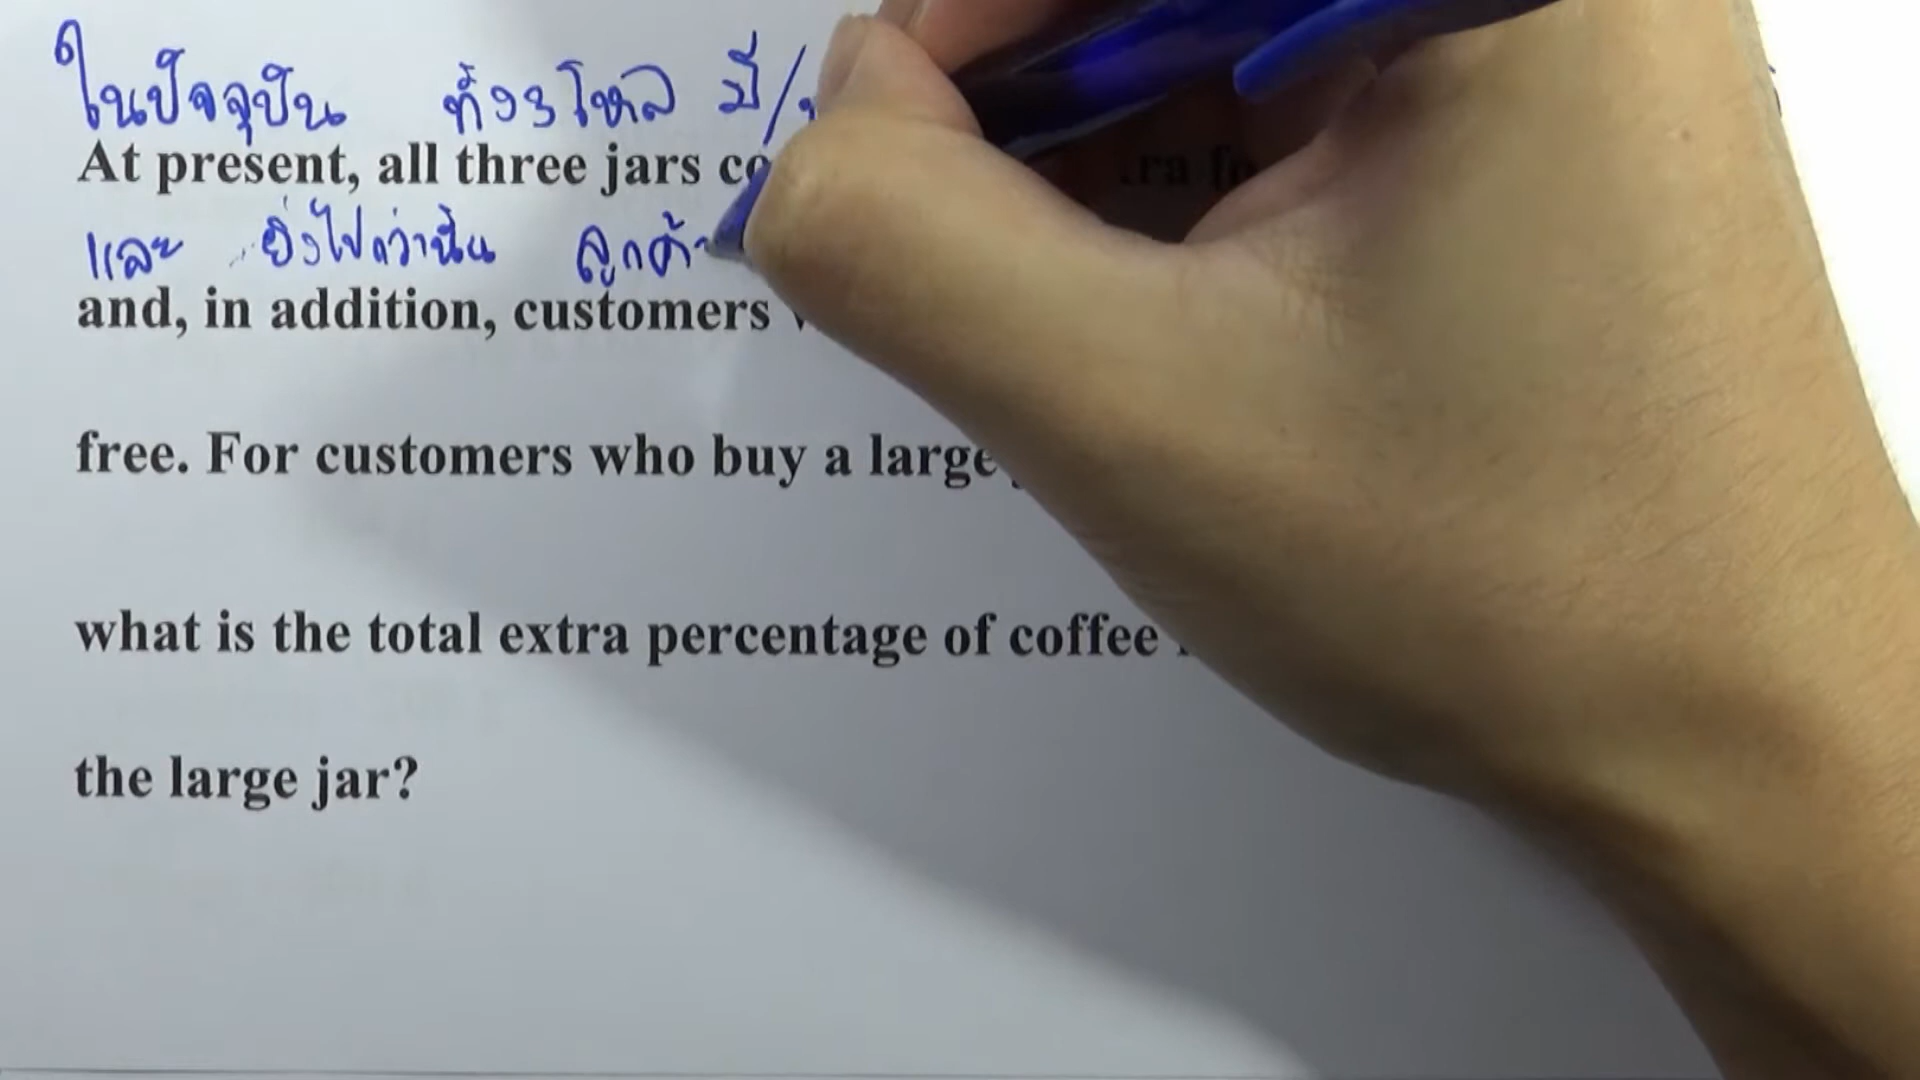 ในปัจจุบัน ทั้ง3โหล มี/
At present, all three jars
และ ยิ่งไปกว่านั้น ลูกค้า
and, in addition, customers
free. For customers who buy a large
what is the total extra percentage of coffee
the large jar?